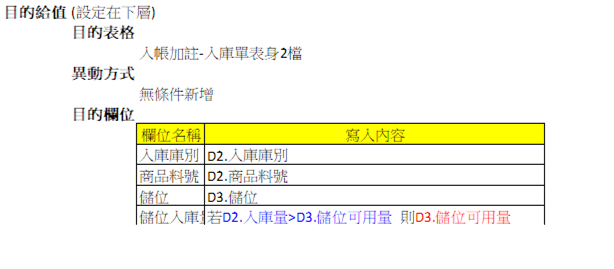 目的給值 (設定在下層)
目的表格
入帳加註-入庫單表身2檔
異動方式
無條件新增
目的欄位
欄位名稱 寫入內容
入庫庫別 D2.入庫庫別
商品料號 D2.商品料號
儲位 D3.儲位
儲位入庫 若D2.入庫量>D3.儲位可用量 則D3.儲位可用量